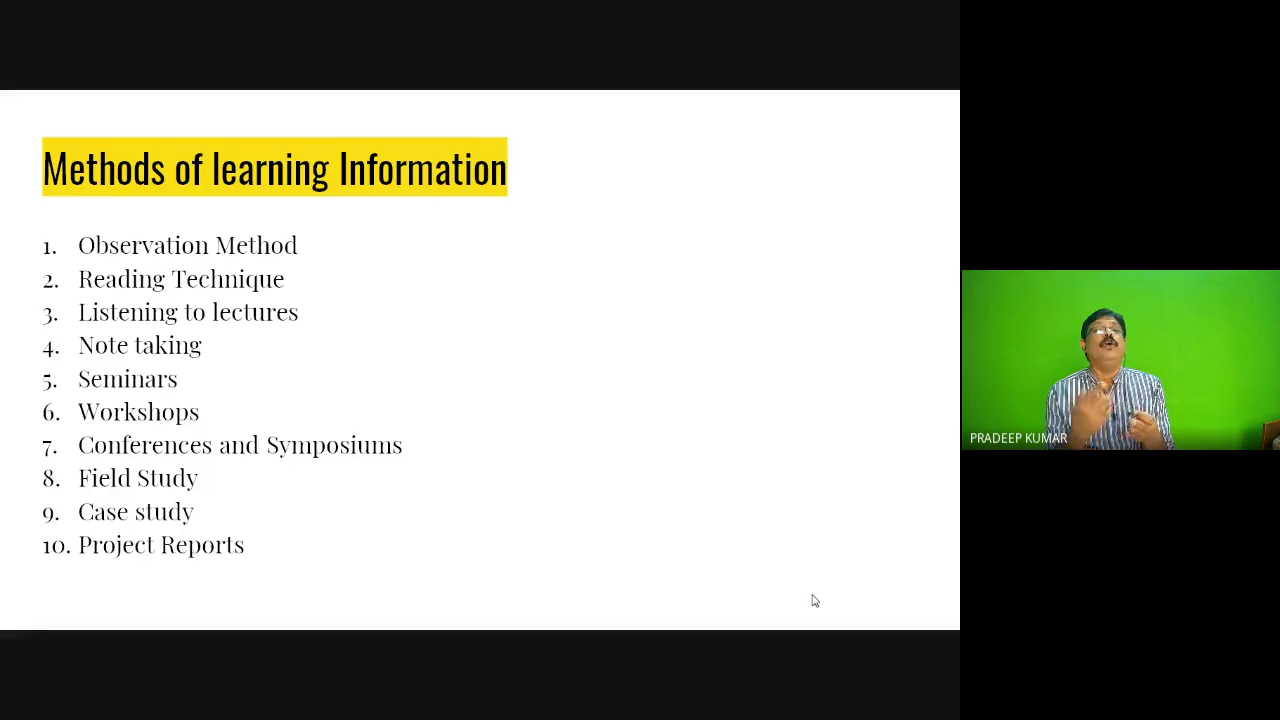 Methods of learning Information
1. Observation Method
2. Reading Technique
3. Listening to lectures
4. Note taking
5. Seminars
6. Workshops
7. Conferences and Symposiums
8. Field Study
9. Case study
10. Project Reports
PRADEEP KUMAR